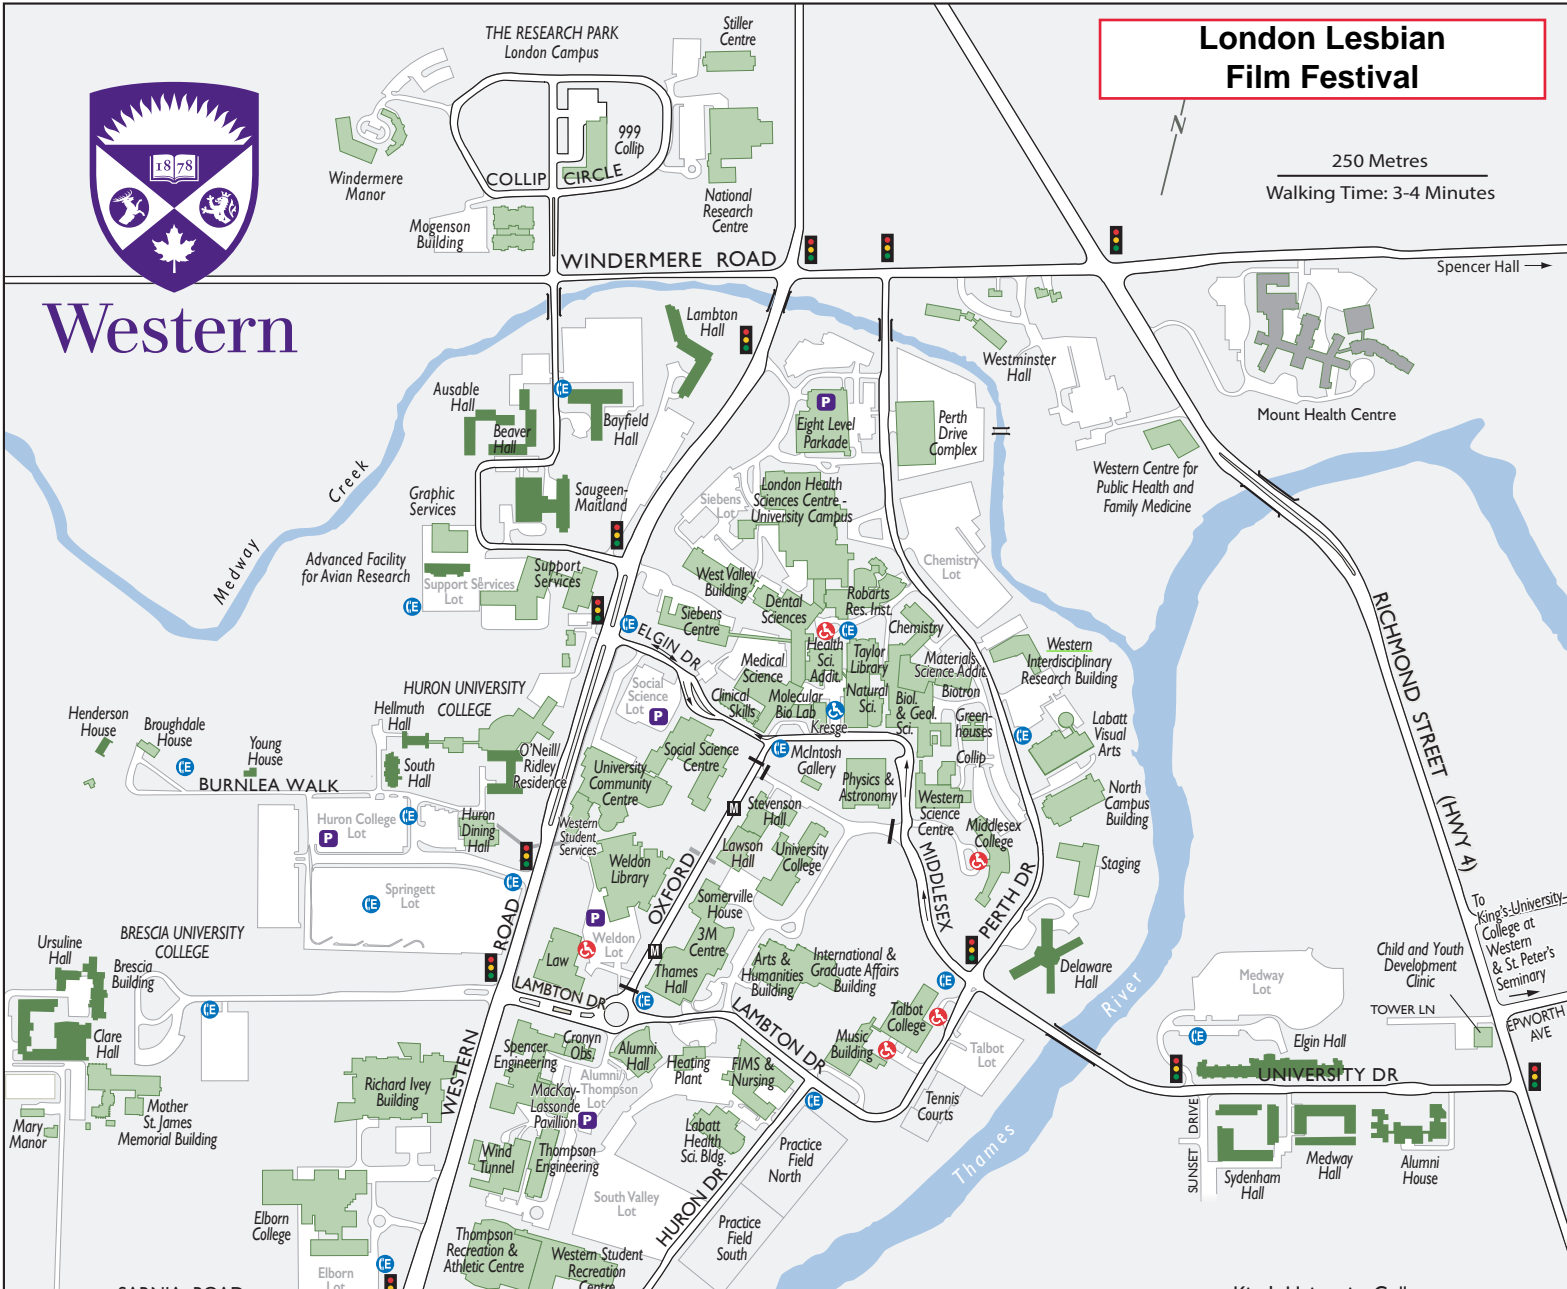 London Lesbian
Film Festival
N
250 Metres
Walking Time: 3-4 Minutes
THE RESEARCH PARK
London Campus
Stiller
Centre
999
Collip
COLLIP CIRCLE
Windermere
Manor
Mogenson
Building
National
Research
Centre
1878
Western
WINDERMERE ROAD
Spencer Hall
Lambton
Hall
Westminster
Hall
Mount Health Centre
Ausable
Hall
Beaver
Hall
Bayfield
Hall
P
Eight Level
Parkade
Perth
Drive
Complex
Western Centre for
Public Health and
Family Medicine
Medway Creek
Graphic
Services
Saugeen-
Maitland
Siebens
Lot
London Health
Sciences Centre -
University Campus
Chemistry
Lot
Advanced Facility
for Avian Research
Support Services
Lot
Support
Services
West Valley
Building
Dental
Sciences
Robarts
Res. Inst.
Siebens
Centre
Chemistry
ELGIN DR
Health
Sci.
Addit.
Taylor
Library
Medical
Science
Materials
Science Addit.
Biotron
Western
Interdisciplinary
Research Building
RICHMOND STREET (HWY 4)
Social
Science
Lot
P
Clinical
Skills
Molecular
Bio Lab
Natural
Sci.
Biol.
& Geol.
Sci.
Kresge
Green-
houses
Collip
Labatt
Visual
Arts
HURON UNIVERSITY
COLLEGE
Hellmuth
Hall
Henderson
House
Broughdale
House
Young
House
South
Hall
O'Neill/
Ridley
Residence
BURNLEA WALK
Social Science
Centre
University
Community
Centre
McIntosh
Gallery
Physics &
Astronomy
Western
Science
Centre
North
Campus
Building
Huron College
Lot
P
Huron
Dining
Hall
Western
Student
Services
M
Stevenson
Hall
Lawson
Hall
University
College
Middlesex
College
MIDDLESEX
Staging
Weldon
Library
Springett
Lot
OXFORD
Somerville
House
PERTH DR
P
Weldon
Lot
3M
Centre
M
To
King's University
College at
Western
& St. Peter's
Seminary
Ursuline
Hall
BRESCIA UNIVERSITY
COLLEGE
Brescia
Building
Law
Thames
Hall
Arts &
Humanities
Building
International &
Graduate Affairs
Building
Delaware
Hall
Medway
Lot
Child and Youth
Development
Clinic
TOWER LN
EPWORTH
AVE
LAMBTON DR
LAMBTON DR
Talbot
College
Music
Building
Thames River
Clare
Hall
WESTERN ROAD
Spencer
Engineering
Cronyn
Obs.
Alumni
Hall
Heating
Plant
FIMS &
Nursing
Talbot
Lot
Elgin Hall
UNIVERSITY DR
Richard Ivey
Building
MacKay-
Lassonde
Pavillion
Alumni/
Thompson
Lot
P
Tennis
Courts
SUNSET DRIVE
Mary
Manor
Mother
St. James
Memorial Building
Labatt
Health
Sci. Bldg.
Practice
Field
North
Wind
Tunnel
Thompson
Engineering
Sydenham
Hall
Medway
Hall
Alumni
House
South Valley
Lot
HURON DR
Practice
Field
South
Elborn
College
Thompson
Recreation &
Athletic Centre
Western Student
Recreation
Centre
Elborn
Lot
SARNIA ROAD